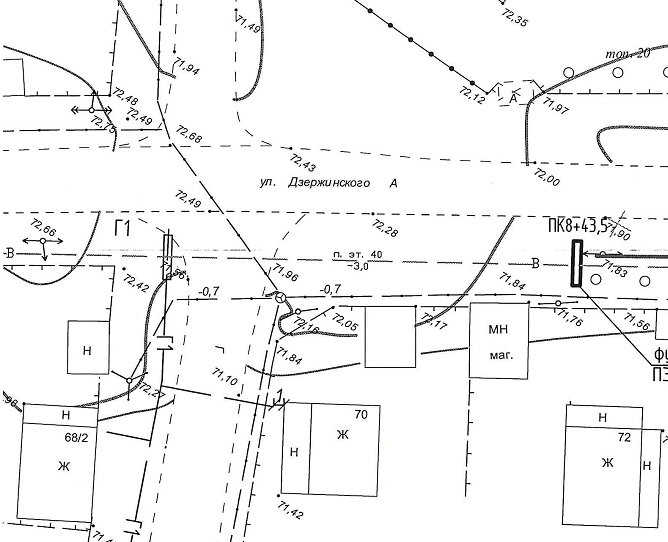 72,35
71,49
71,94
топ. 20
72,48
72,49
72,12
А
71,97
72,68
72,43
72,00
ул. Дзержинского А
72,49
72,28
72,66
Г1
ПК8+43,5
71,90
В
п. эт. 40
-3,0
В
71,83
72,42
71,96
71,84
-0,7
-0,7
72,16
72,05
72,17
71,76
71,56
МН
маг.
Н
71,84
71,10
72,27
1
Н
68/2
Ж
70
Ж
Н
Н
72
Ж
Н
71,42